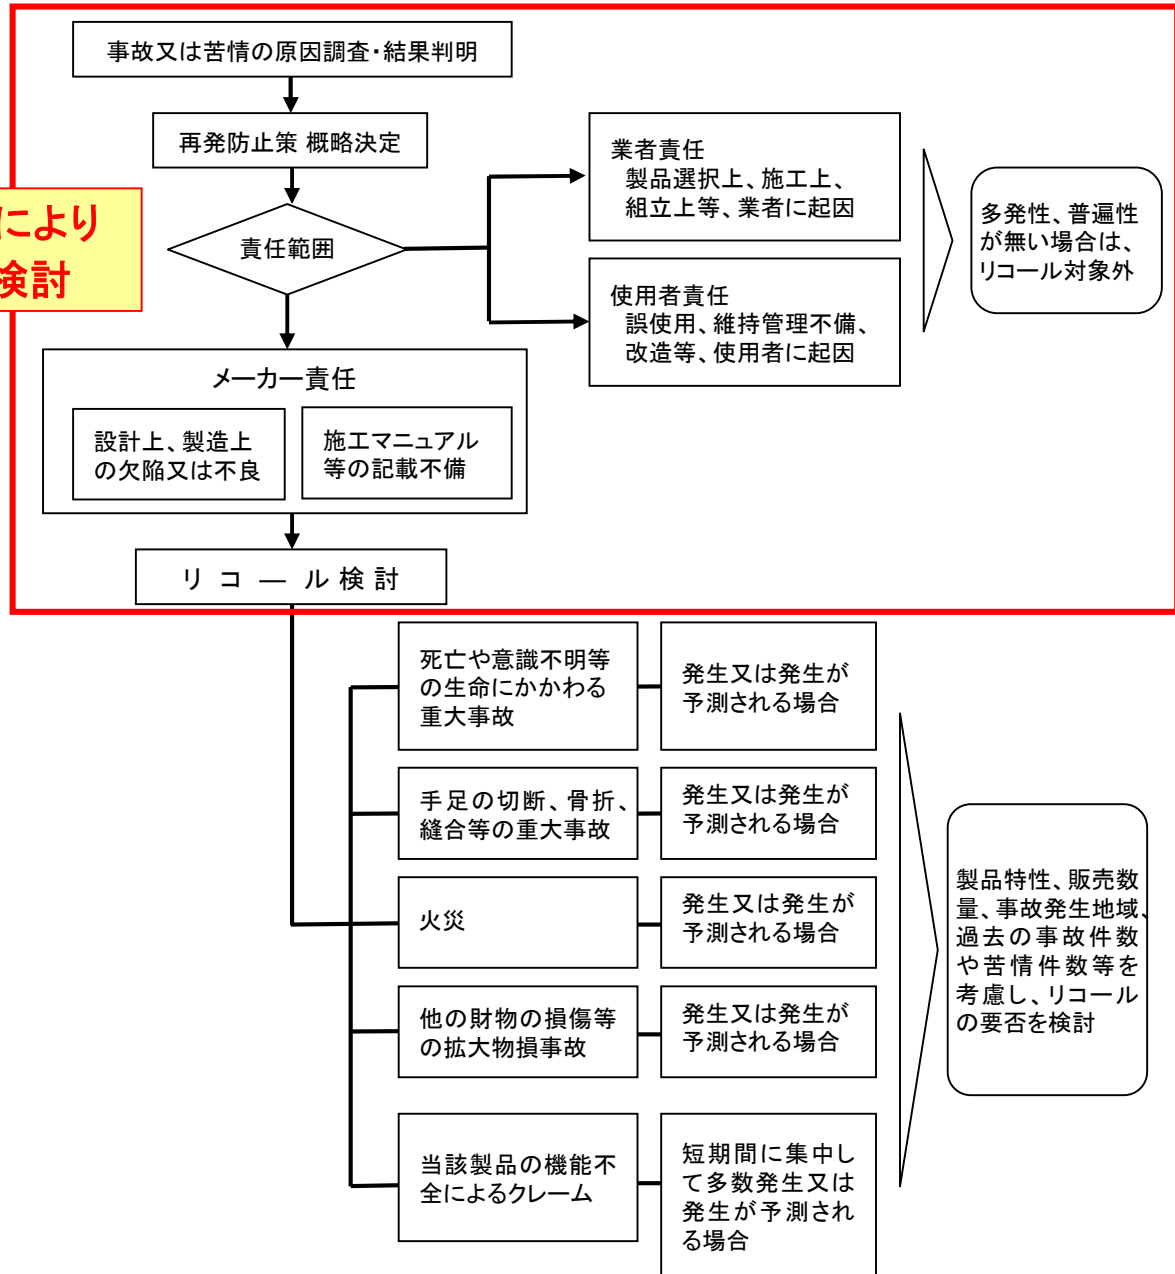 事故又は苦情の原因調査・結果判明
再発防止策 概略決定
により
検討
責任範囲
業者責任
製品選択上、施工上、
組立上等、業者に起因
使用者責任
誤使用、維持管理不備、
改造等、使用者に起因
多発性、普遍性
が無い場合は、
リコール対象外
メーカー責任
設計上、製造上
の欠陥又は不良
施工マニュアル
等の記載不備
リコール検討
死亡や意識不明等
の生命にかかわる
重大事故
発生又は発生が
予測される場合
手足の切断、骨折、
縫合等の重大事故
発生又は発生が
予測される場合
火災
発生又は発生が
予測される場合
他の財物の損傷等
の拡大物損事故
発生又は発生が
予測される場合
当該製品の機能不
全によるクレーム
短期間に集中し
て多数発生又は
発生が予測され
る場合
製品特性、販売数
量、事故発生地域、
過去の事故件数
や苦情件数等を
考慮し、リコール
の要否を検討